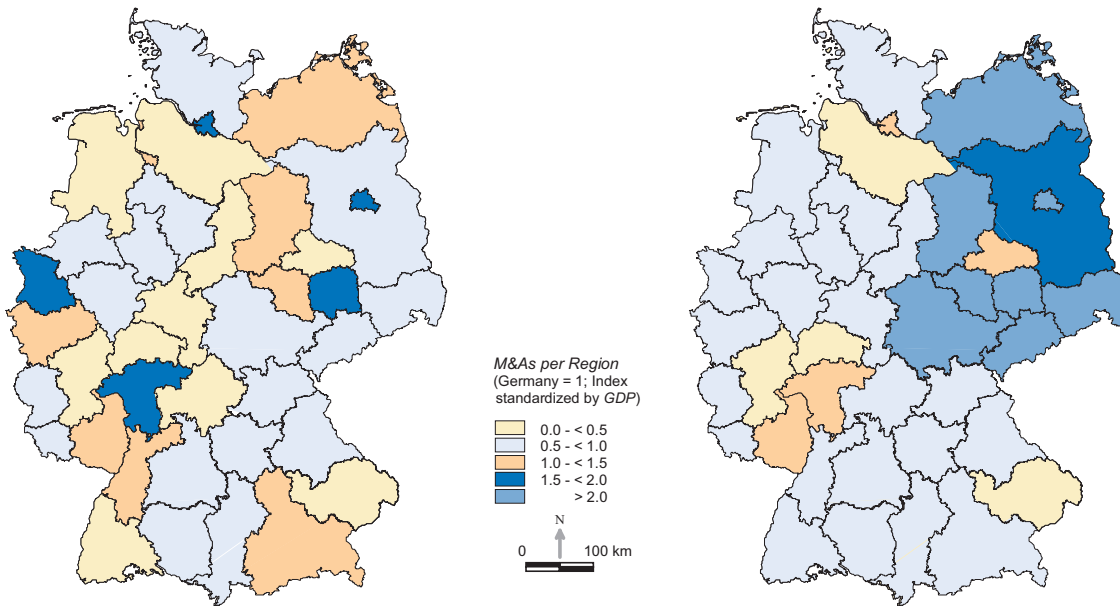 M&As per Region
(Germany = 1; Index
standardized by GDP)
0.0 - < 0.5
0.5 - < 1.0
1.0 - < 1.5
1.5 - < 2.0
> 2.0
N
0 100 km